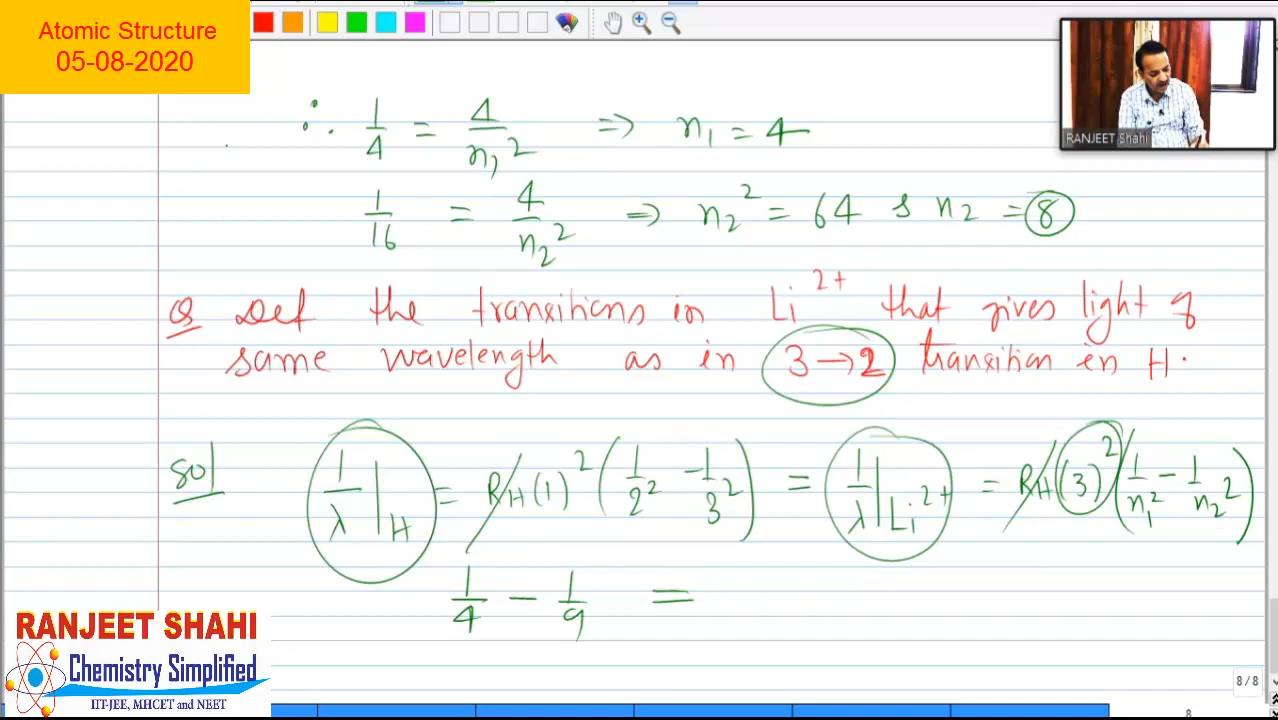 Atomic Structure
05-08-2020
RANJEET Shahi
∴ 1/4 = 4/n₁² ⇒ n₁ = 4
1/16 = 4/n₂² ⇒ n₂² = 64 & n₂ = 8
Q Det the transitions in Li²⁺ that gives light of
same wavelength as in 3→2 transition in H.
Sol 1/λ|H = RH(1)²(1/2² - 1/3²) = 1/λ|Li²⁺ = RH(3)²(1/n₁² - 1/n₂²)
1/4 - 1/9 =
RANJEET SHAHI
Chemistry Simplified
IIT-JEE, MHCET and NEET
8/8
8